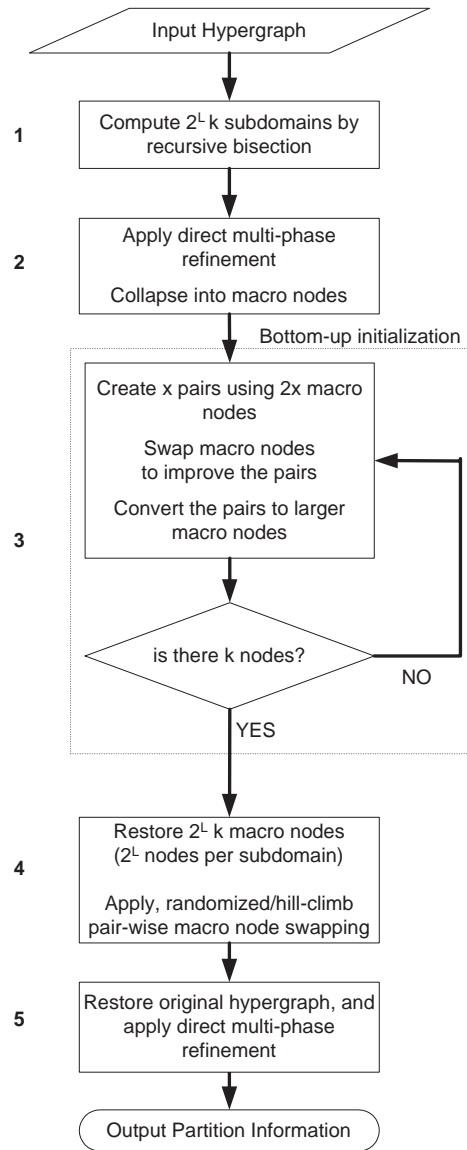 Input Hypergraph
1
Compute 2ᴸ k subdomains by
recursive bisection
2
Apply direct multi-phase
refinement
Collapse into macro nodes
Bottom-up initialization
3
Create x pairs using 2x macro
nodes
Swap macro nodes
to improve the pairs
Convert the pairs to larger
macro nodes
is there k nodes?
NO
YES
4
Restore 2ᴸ k macro nodes
(2ᴸ nodes per subdomain)
Apply, randomized/hill-climb
pair-wise macro node swapping
5
Restore original hypergraph, and
apply direct multi-phase
refinement
Output Partition Information